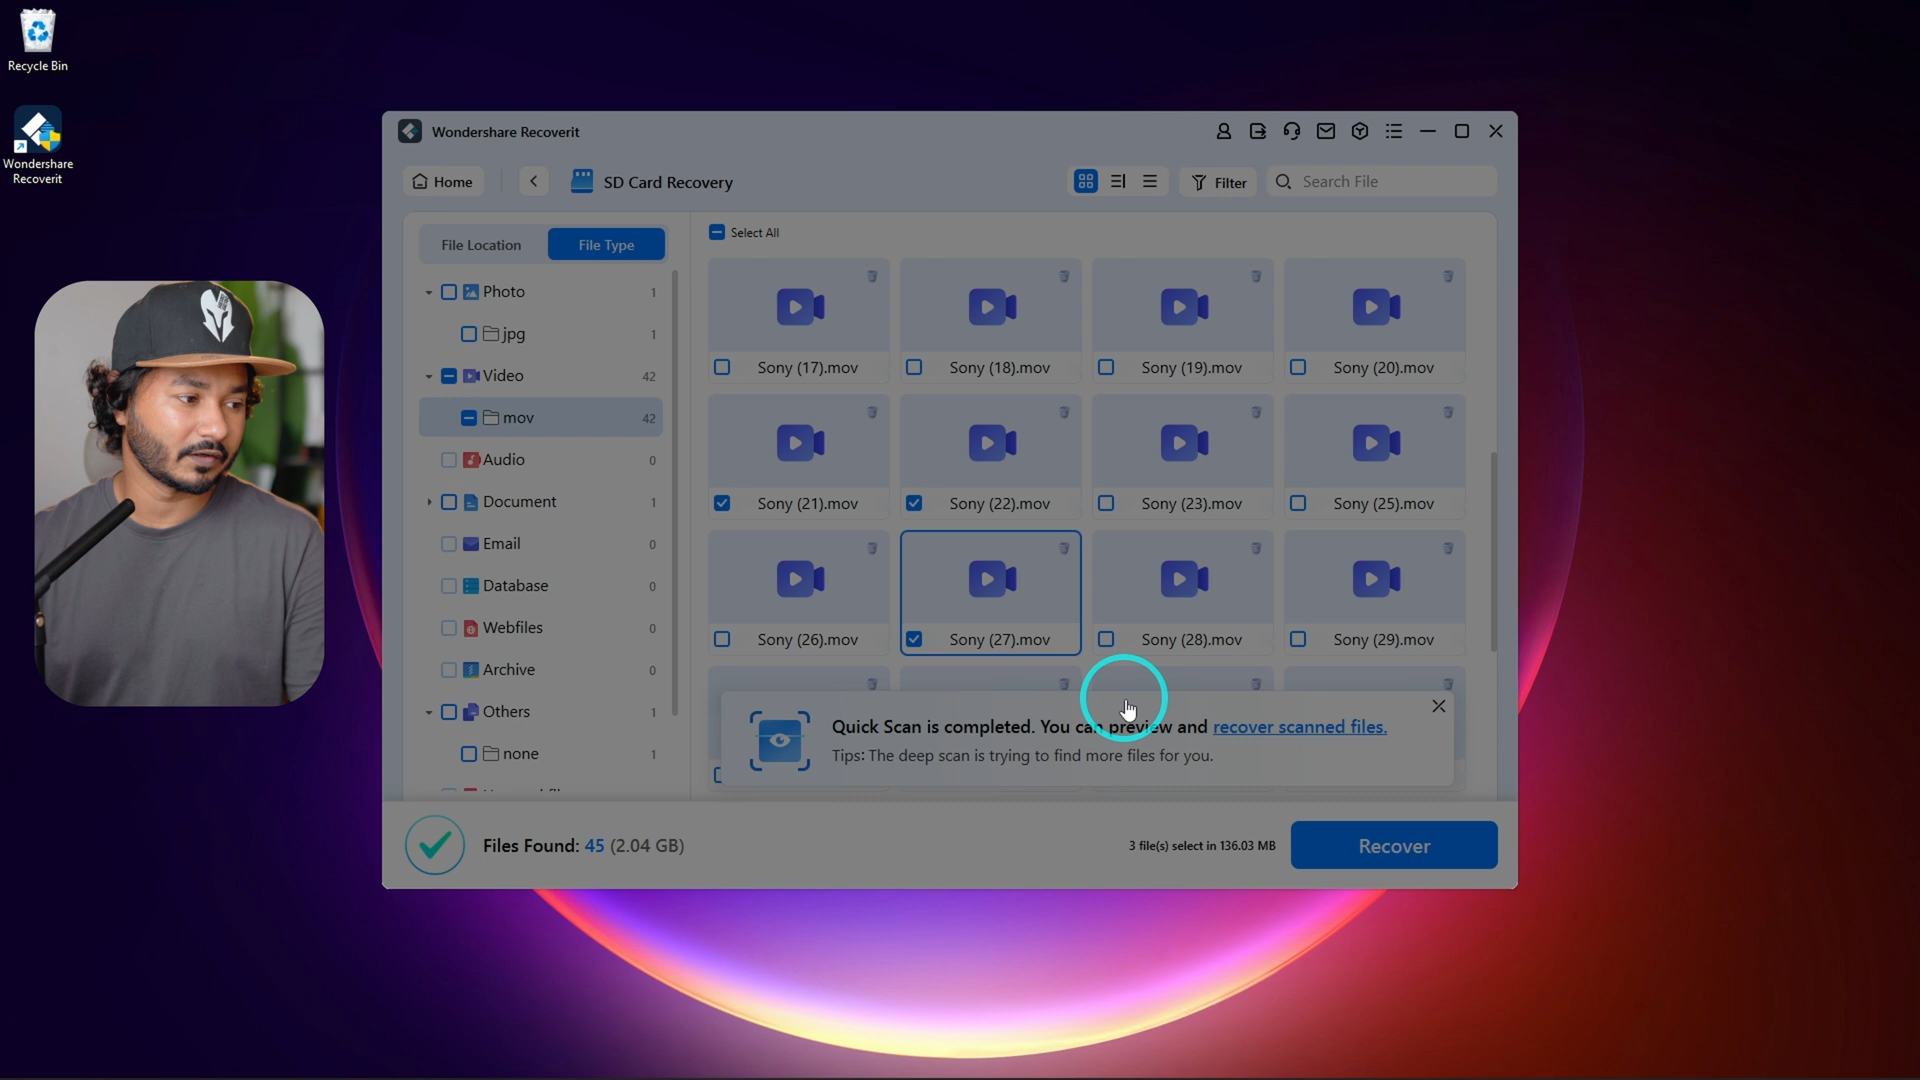 Recycle Bin
Wondershare
Recoverit
Wondershare Recoverit
Home
SD Card Recovery
Filter
Search File
File Location
File Type
Photo 1
jpg 1
Video 42
mov 42
Audio 0
Document 1
Email 0
Database 0
Webfiles 0
Archive 0
Others 1
none 1
Select All
Sony (17).mov
Sony (18).mov
Sony (19).mov
Sony (20).mov
Sony (21).mov
Sony (22).mov
Sony (23).mov
Sony (25).mov
Sony (26).mov
Sony (27).mov
Sony (28).mov
Sony (29).mov
Quick Scan is completed. You can preview and recover scanned files.
Tips: The deep scan is trying to find more files for you.
Files Found: 45 (2.04 GB)
3 file(s) select in 136.03 MB
Recover